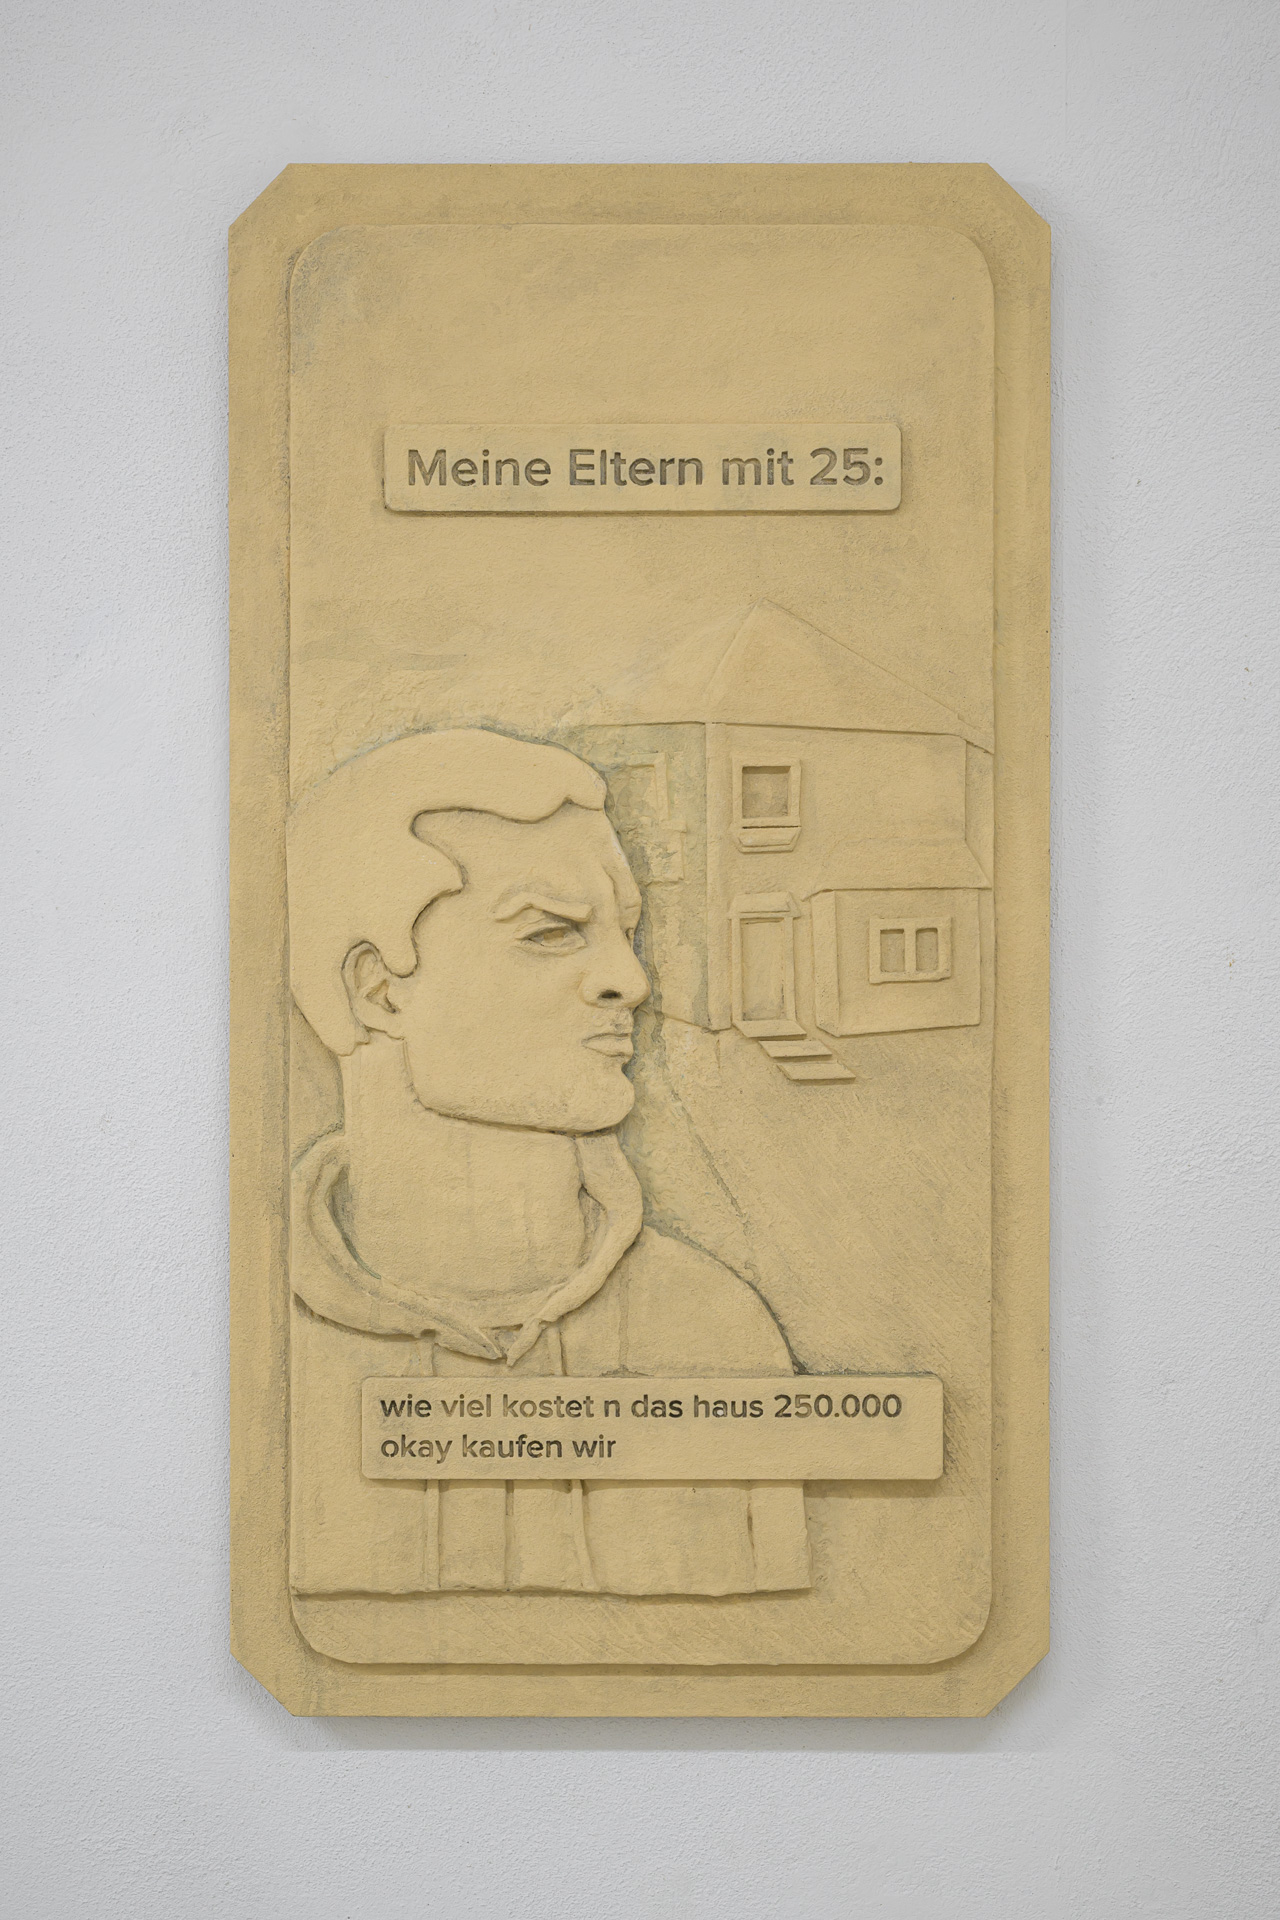 Meine Eltern mit 25:
wie viel kostet n das haus 250.000
okay kaufen wir